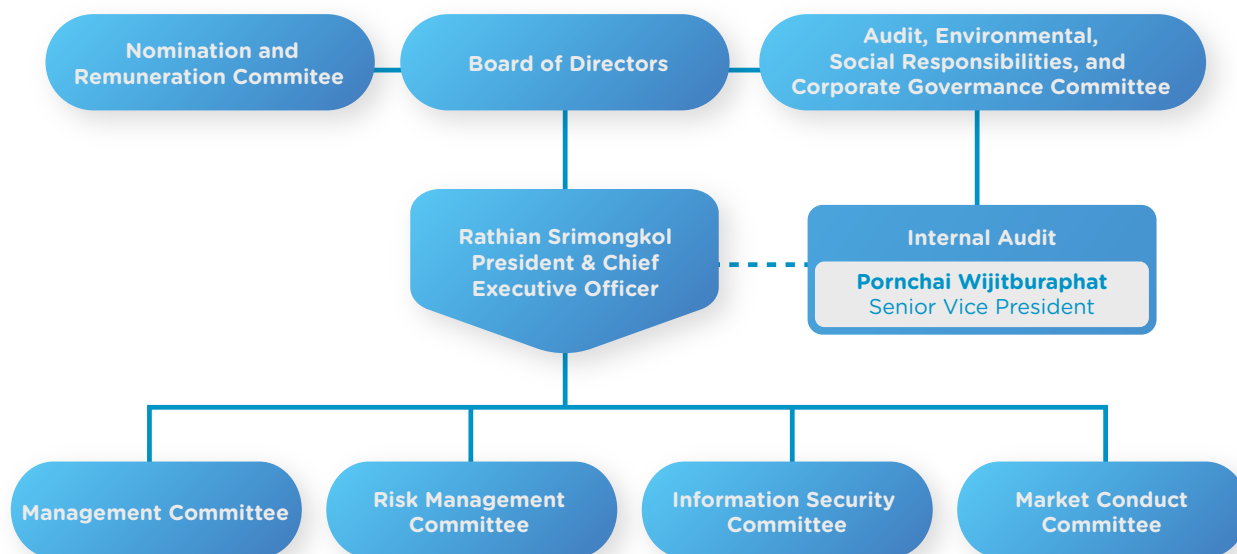 Nomination and
Remuneration Commitee
Board of Directors
Audit, Environmental,
Social Responsibilities, and
Corporate Governance Committee
Rathian Srimongkol
President & Chief
Executive Officer
Internal Audit
Pornchai Wijitburaphat
Senior Vice President
Management Committee
Risk Management
Committee
Information Security
Committee
Market Conduct
Committee